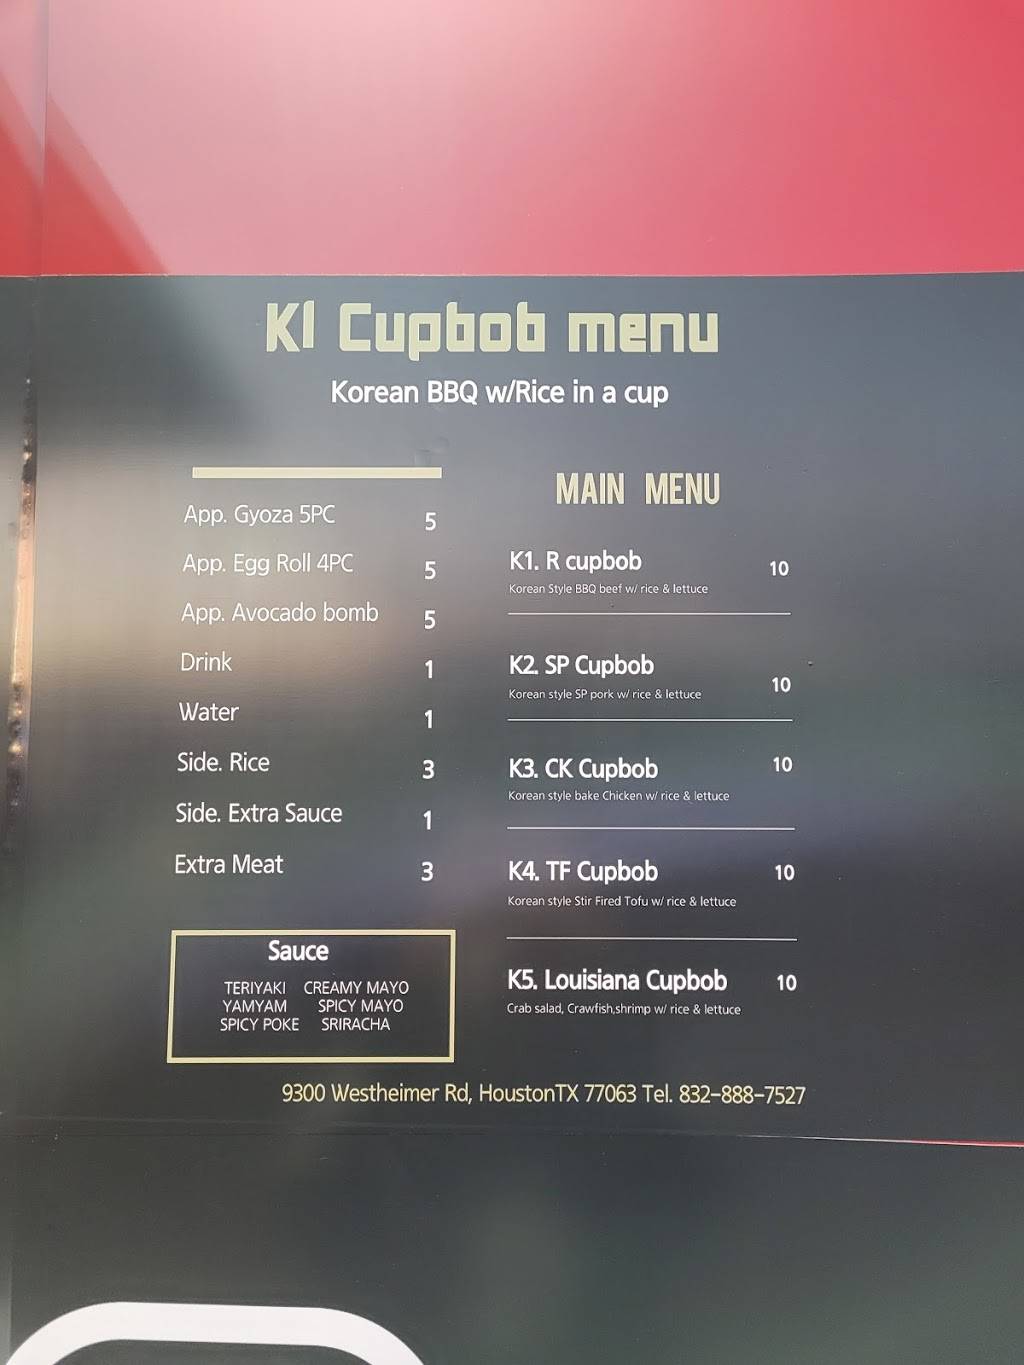 K1 Cupbob menu
Korean BBQ w/Rice in a cup
App. Gyoza 5PC 5
App. Egg Roll 4PC 5
App. Avocado bomb 5
Drink 1
Water 1
Side. Rice 3
Side. Extra Sauce 1
Extra Meat 3
Sauce
TERIYAKI CREAMY MAYO
YAMYAM SPICY MAYO
SPICY POKE SRIRACHA
MAIN MENU
K1. R cupbob 10
Korean Style BBQ beef w/ rice & lettuce
K2. SP Cupbob 10
Korean style SP pork w/ rice & lettuce
K3. CK Cupbob 10
Korean style bake Chicken w/ rice & lettuce
K4. TF Cupbob 10
Korean style Stir Fired Tofu w/ rice & lettuce
K5. Louisiana Cupbob 10
Crab salad, Crawfish,shrimp w/ rice & lettuce
9300 Westheimer Rd, HoustonTX 77063 Tel. 832-888-7527